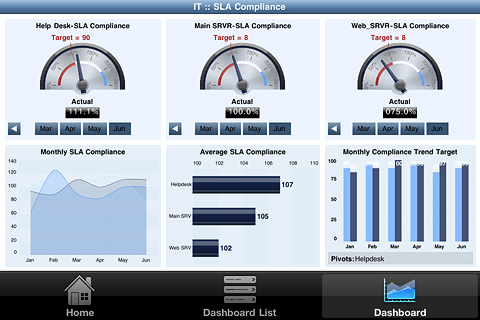 IT :: SLA Compliance
Help Desk-SLA Compliance
Target = 90
Actual
111.1%
Mar Apr May Jun
Main SRVR-SLA Compliance
Target = 8
Actual
100.0%
Mar Apr May Jun
Web_SRVR-SLA Compliance
Target = 8
Actual
075.0%
Mar Apr May Jun
Monthly SLA Compliance
140
120
100
80
60
40
20
0
Jan Feb Mar Apr May Jun
Average SLA Compliance
100 102 104 106 108 110
Helpdesk 107
Main SRV 105
Web SRV 102
Monthly Compliance Trend Target
100
80
60
40
20
0
Jan Feb Mar Apr May Jun
Pivots:Helpdesk
Home
Dashboard List
Dashboard